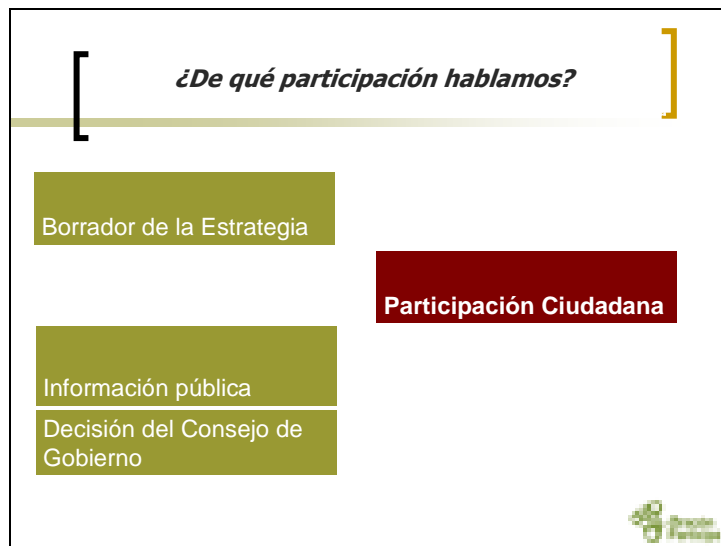 ¿De qué participación hablamos?
Borrador de la Estrategia
Participación Ciudadana
Información pública
Decisión del Consejo de
Gobierno